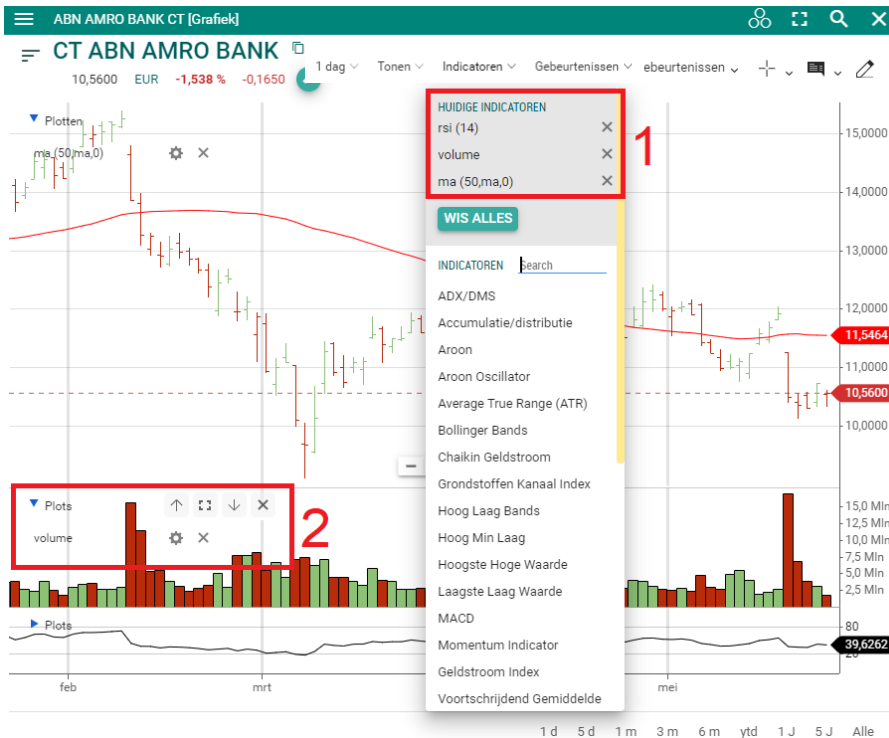 ABN AMRO BANK CT [Grafiek]
CT ABN AMRO BANK
10,5600 EUR -1,538 % -0,1650
1 dag Tonen Indicatoren Gebeurtenissen ebeurtenissen
Plotten
ma (50,ma,0)
HUIDIGE INDICATOREN
rsi (14)
volume
ma (50,ma,0)
1
WIS ALLES
INDICATOREN Search
ADX/DMS
Accumulatie/distributie
Aroon
Aroon Oscillator
Average True Range (ATR)
Bollinger Bands
Chaikin Geldstroom
Grondstoffen Kanaal Index
Hoog Laag Bands
Hoog Min Laag
Hoogste Hoge Waarde
Laagste Laag Waarde
MACD
Momentum Indicator
Geldstroom Index
Voortschrijdend Gemiddelde
15,0000
14,0000
13,0000
12,0000
11,5464
11,0000
10,5600
10,0000
Plots
volume
2
15,0 Mln
12,5 Mln
10,0 Mln
7,5 Mln
5,0 Mln
2,5 Mln
Plots
80
39,6262
20
feb mrt mei
1 d 5 d 1 m 3 m 6 m ytd 1 J 5 J Alle